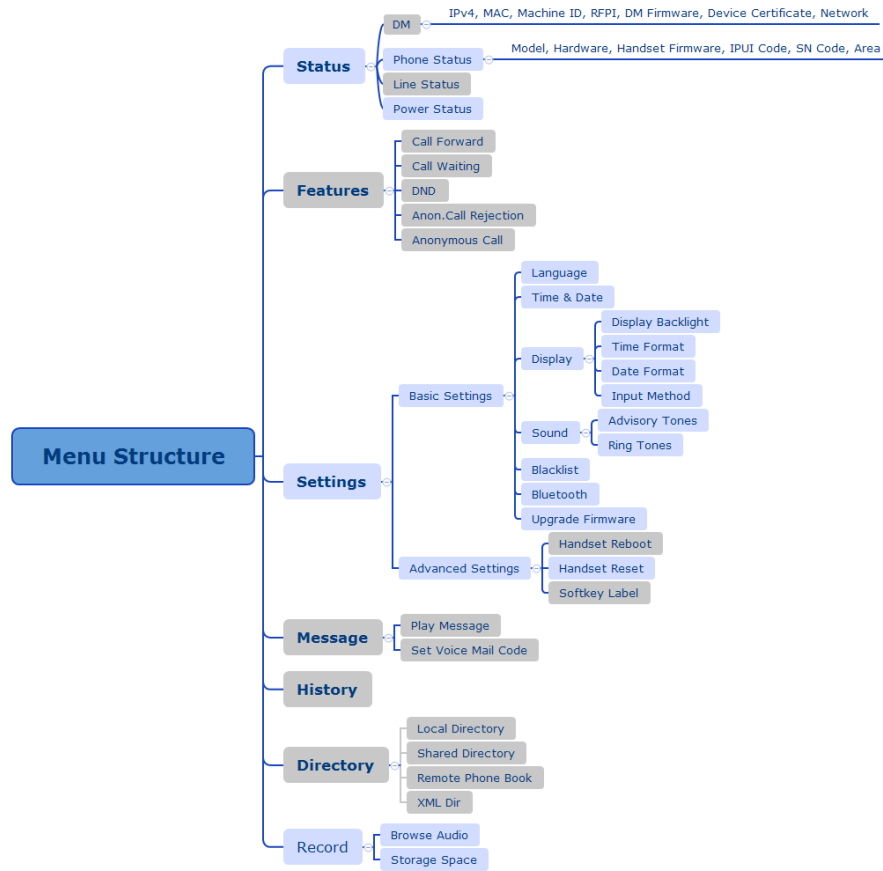 IPv4, MAC, Machine ID, RFPI, DM Firmware, Device Certificate, Network
DM
Model, Hardware, Handset Firmware, IPUI Code, SN Code, Area
Phone Status
Status
Line Status
Power Status
Call Forward
Call Waiting
Features
DND
Anon.Call Rejection
Anonymous Call
Language
Time & Date
Display Backlight
Time Format
Display
Date Format
Input Method
Basic Settings
Advisory Tones
Sound
Ring Tones
Menu Structure
Blacklist
Settings
Bluetooth
Upgrade Firmware
Handset Reboot
Advanced Settings
Handset Reset
Softkey Label
Play Message
Message
Set Voice Mail Code
History
Local Directory
Shared Directory
Directory
Remote Phone Book
XML Dir
Browse Audio
Record
Storage Space